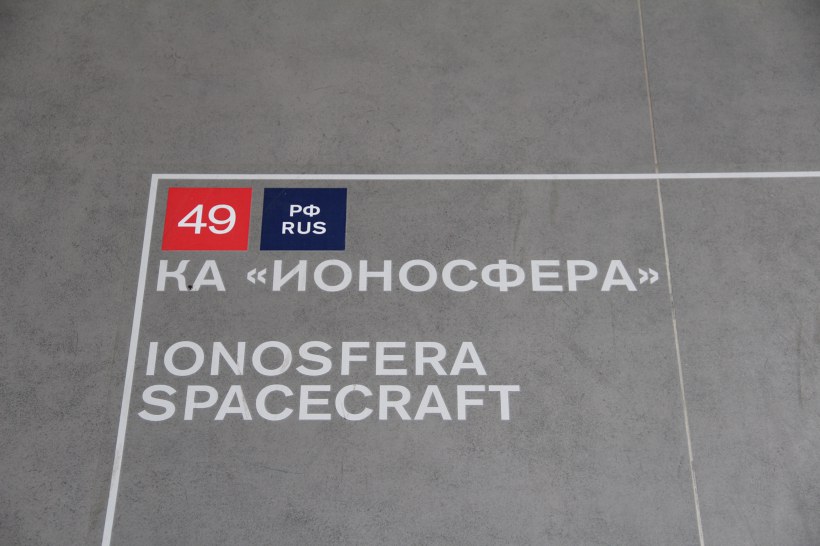 49
РФ
RUS
КА «ИОНОСФЕРА»
IONOSFERA
SPACECRAFT